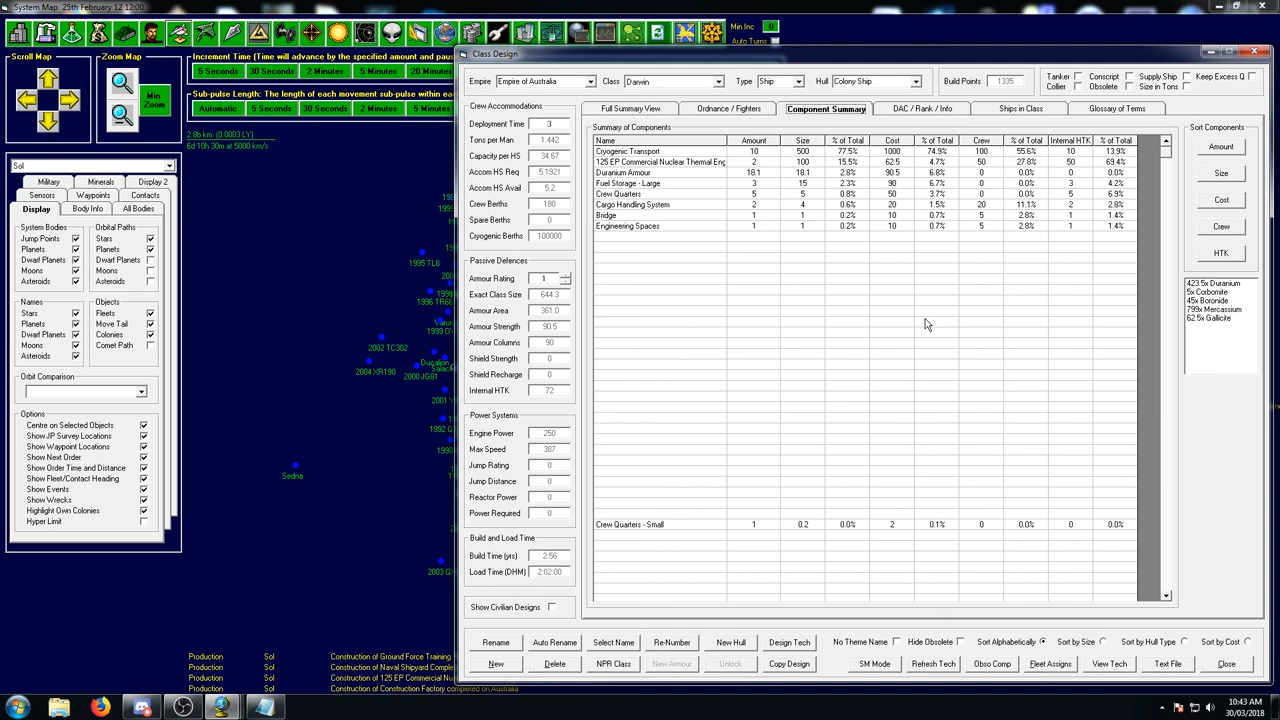 System Map   25th February 12 12:00
Min Inc 0
Auto Turns
Scroll Map
Zoom Map
Min Zoom
Increment Time (Time will advance by the specified amount and paus
5 Seconds 30 Seconds 2 Minutes 5 Minutes 20 Minutes
Sub-pulse Length: The length of each movement sub-pulse within eac
Automatic 5 Seconds 30 Seconds 2 Minutes 5 Minutes
2.8b km (0.0003 LY)
6d 10h 30m at 5000 km/s
Sol
Military Minerals Display 2
Sensors Waypoints Contacts
Display Body Info All Bodies
System Bodies
Jump Points
Planets
Dwarf Planets
Moons
Asteroids
Orbital Paths
Stars
Planets
Dwarf Planets
Moons
Asteroids
Names
Stars
Planets
Dwarf Planets
Moons
Asteroids
Objects
Fleets
Move Tail
Colonies
Comet Path
Orbit Comparison
Options
Centre on Selected Objects
Show JP Survey Locations
Show Waypoint Locations
Show Next Order
Show Order Time and Distance
Show Fleet/Contact Heading
Show Events
Show Wrecks
Highlight Own Colonies
Hyper Limit
1995 TL8
1996 TR66
2002 TC302
2004 XR190
2000 JG81
Sedna
Production Sol Construction of Ground Force Training
Production Sol Construction of Naval Shipyard Comple
Production Sol Construction of 125 EP Commercial Nu
Production Sol Construction of Construction Factory completed on Australia
Class Design
Empire Empire of Australia Class Darwin Type Ship Hull Colony Ship Build Points 1335
Tanker Conscript Supply Ship Keep Excess Q
Collier Obsolete Size in Tons
Crew Accommodations
Deployment Time 3
Tons per Man 1.442
Capacity per HS 34.67
Accom HS Req 5.1921
Accom HS Avail 5.2
Crew Berths 180
Spare Berths 0
Cryogenic Berths 100000
Passive Defences
Armour Rating 1
Exact Class Size 644.3
Armour Area 361.0
Armour Strength 90.5
Armour Columns 90
Shield Strength 0
Shield Recharge 0
Internal HTK 72
Power Systems
Engine Power 250
Max Speed 387
Jump Rating 0
Jump Distance 0
Reactor Power 0
Power Required 0
Build and Load Time
Build Time (yrs) 2.56
Load Time (DHM) 2:02:00
Show Civilian Designs
Full Summary View Ordnance / Fighters Component Summary DAC / Rank / Info Ships in Class Glossary of Terms
Summary of Components
Name Amount Size % of Total Cost % of Total Crew % of Total Internal HTK % of Total
Cryogenic Transport 10 500 77.5% 1000 74.9% 100 55.6% 10 13.9%
125 EP Commercial Nuclear Thermal Eng 2 100 15.5% 62.5 4.7% 50 27.8% 50 69.4%
Duranium Armour 18.1 18.1 2.8% 90.5 6.8% 0 0.0% 0 0.0%
Fuel Storage - Large 3 15 2.3% 90 6.7% 0 0.0% 3 4.2%
Crew Quarters 5 5 0.8% 50 3.7% 0 0.0% 5 6.9%
Cargo Handling System 2 4 0.6% 20 1.5% 20 11.1% 2 2.8%
Bridge 1 1 0.2% 10 0.7% 5 2.8% 1 1.4%
Engineering Spaces 1 1 0.2% 10 0.7% 5 2.8% 1 1.4%
Crew Quarters - Small 1 0.2 0.0% 2 0.1% 0 0.0% 0 0.0%
Sort Components
Amount
Size
Cost
Crew
HTK
423.5x Duranium
5x Corbomite
45x Boronide
799x Mercassium
62.5x Gallicite
Rename Auto Rename Select Name Re-Number New Hull Design Tech No Theme Name Hide Obsolete Sort Alphabetically Sort by Size Sort by Hull Type Sort by Cost
New Delete NPR Class New Armour Unlock Copy Design SM Mode Refresh Tech Obso Comp Fleet Assigns View Tech Text File Close
10:43 AM
30/03/2018